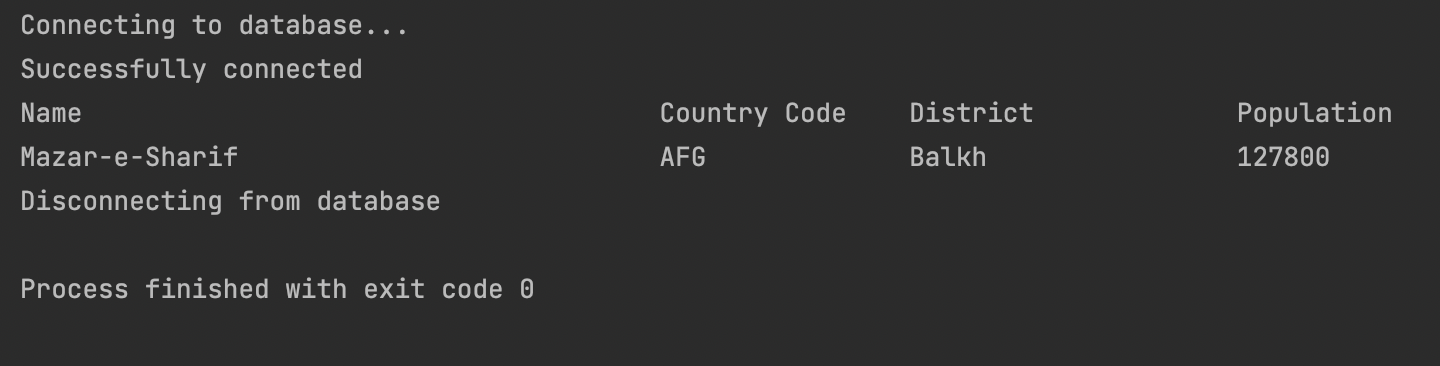 Connecting to database...
Successfully connected
Name Country Code District Population
Mazar-e-Sharif AFG Balkh 127800
Disconnecting from database
Process finished with exit code 0